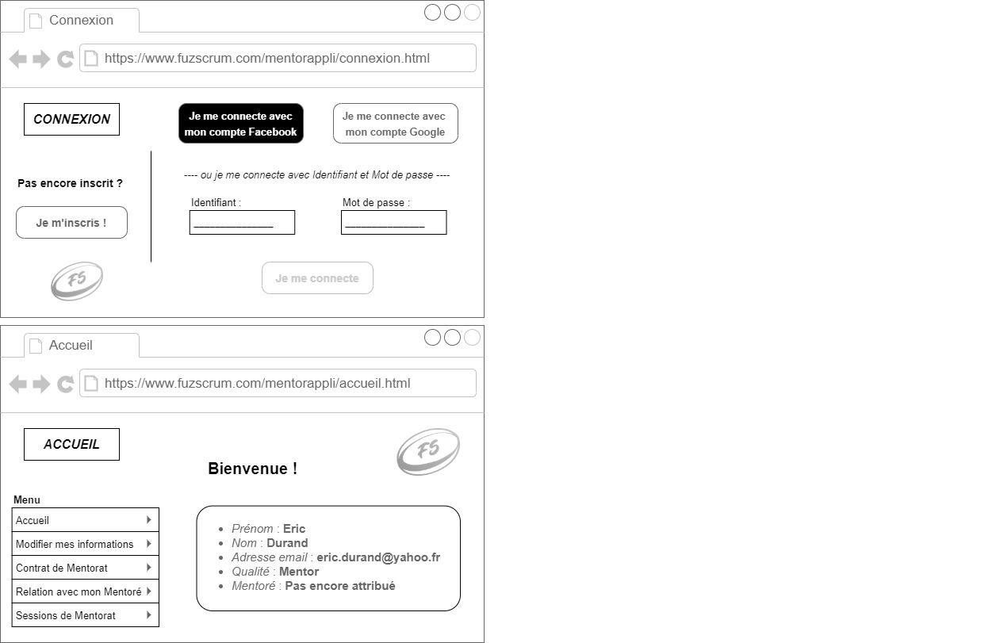 Connexion
https://www.fuzscrum.com/mentorappli/connexion.html
CONNEXION
Je me connecte avec
mon compte Facebook
Je me connecte avec
mon compte Google
---- ou je me connecte avec Identifiant et Mot de passe ----
Pas encore inscrit ?
Je m'inscris !
Identifiant :
_______________
Mot de passe :
_______________
Je me connecte
FS
Accueil
https://www.fuzscrum.com/mentorappli/accueil.html
ACCUEIL
FS
Bienvenue !
Menu
Accueil
Modifier mes informations
Contrat de Mentorat
Relation avec mon Mentoré
Sessions de Mentorat
• Prénom : Eric
• Nom : Durand
• Adresse email : eric.durand@yahoo.fr
• Qualité : Mentor
• Mentoré : Pas encore attribué